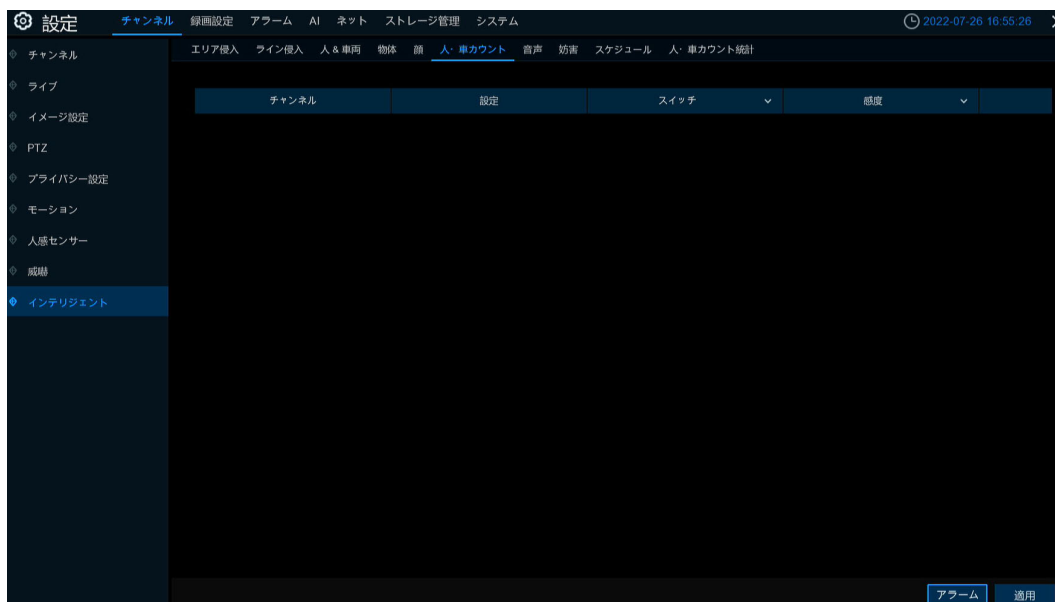 設定 チャンネル 録画設定 アラーム AI ネット ストレージ管理 システム 2022-07-26 16:55:26
エリア侵入 ライン侵入 人&車両 物体 顔 人・車カウント 音声 妨害 スケジュール 人・車カウント統計
チャンネル
ライブ
イメージ設定
PTZ
プライバシー設定
モーション
人感センサー
威嚇
インテリジェント
チャンネル 設定 スイッチ 感度
アラーム 適用